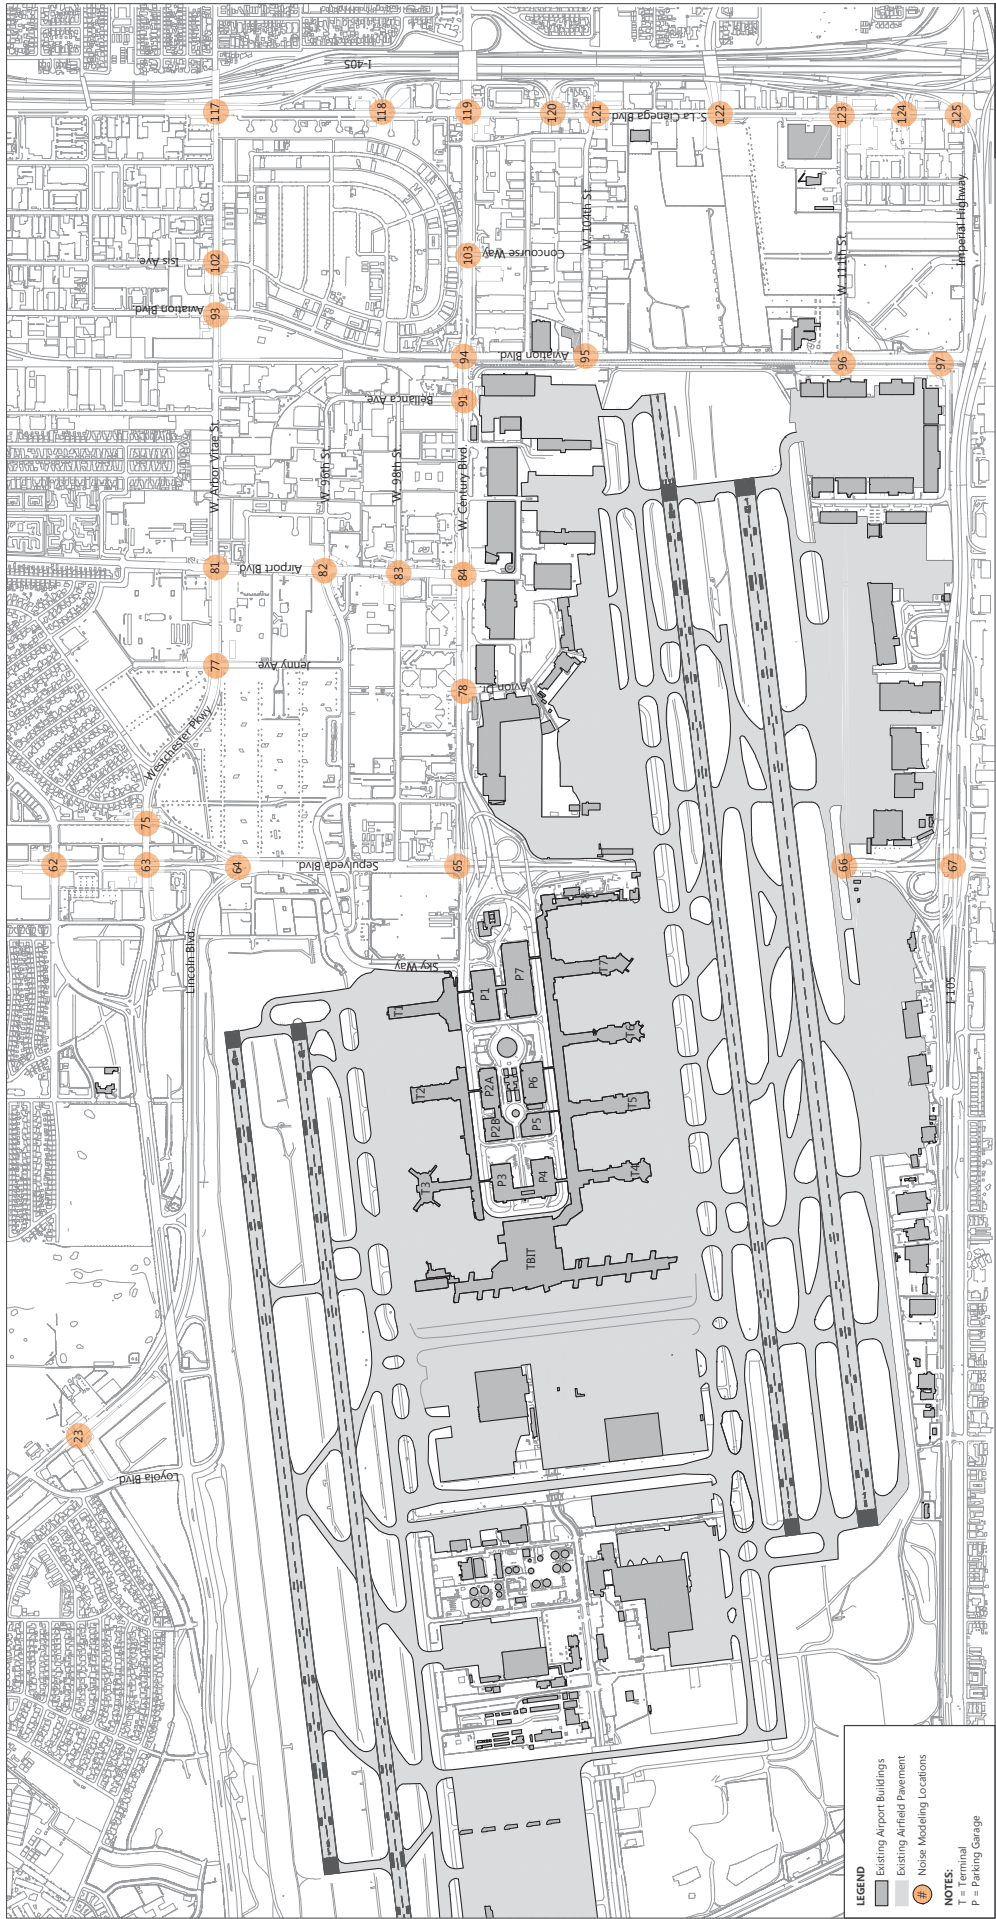 I-405
117
118
119
120
121
122
123
124
125
S. La Cienega Blvd.
W. 104th St.
Concourse Way
103
Isis Ave.
102
Aviation Blvd.
93
W. 111th St.
Imperial Highway
94
Aviation Blvd.
95
96
97
Bellanca Ave.
91
W. Arbor Vitae St.
W. 96th St.
W. 98th St.
W. Century Blvd.
81
Airport Blvd.
82
83
84
77
Jenny Ave.
78
Avion Dr.
Westchester Pkwy
75
62
63
64
Sepulveda Blvd.
65
66
67
Lincoln Blvd.
Sky Way
I-105
T1
P1
P7
T7
T6
T2
P2A
P6
T5
P2B
P5
T3
P3
P4
T4
TBIT
23
Loyola Blvd.
LEGEND
Existing Airport Buildings
Existing Airfield Pavement
# Noise Modeling Locations
NOTES:
T = Terminal
P = Parking Garage